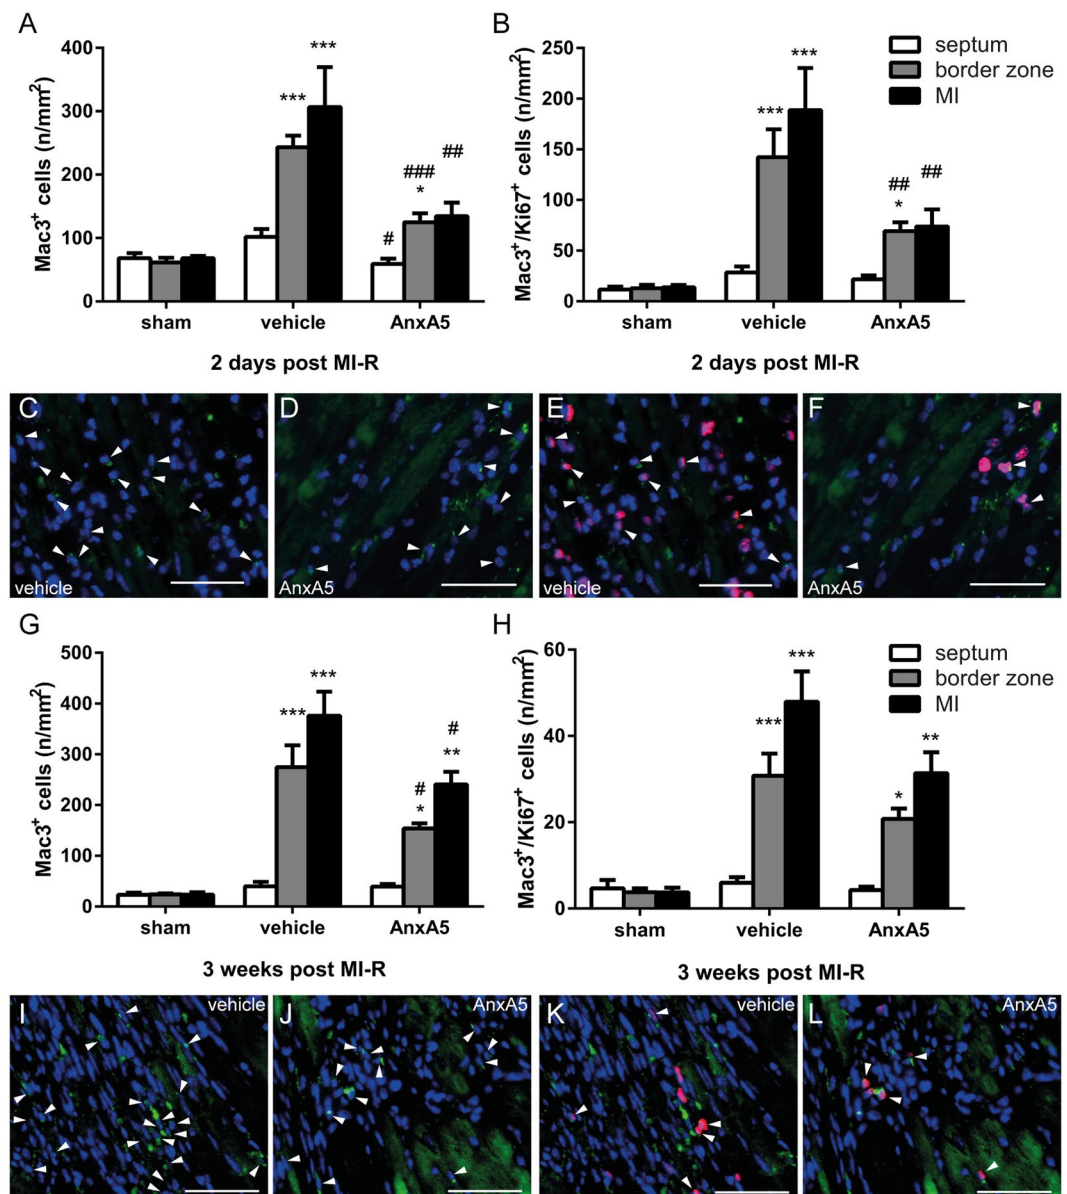 A
B
Mac3+ cells (n/mm2)
400
300
200
100
0
***
***
#
###
*
##
sham
vehicle
AnxA5
2 days post MI-R
Mac3+/Ki67+ cells (n/mm2)
250
200
150
100
50
0
***
***
##
*
##
sham
vehicle
AnxA5
2 days post MI-R
septum
border zone
MI
C
vehicle
D
AnxA5
E
vehicle
F
AnxA5
G
H
Mac3+ cells (n/mm2)
500
400
300
200
100
0
***
***
#
*
#
**
sham
vehicle
AnxA5
3 weeks post MI-R
Mac3+/Ki67+ cells (n/mm2)
60
40
20
0
***
***
*
**
sham
vehicle
AnxA5
3 weeks post MI-R
septum
border zone
MI
I
vehicle
J
AnxA5
K
vehicle
L
AnxA5